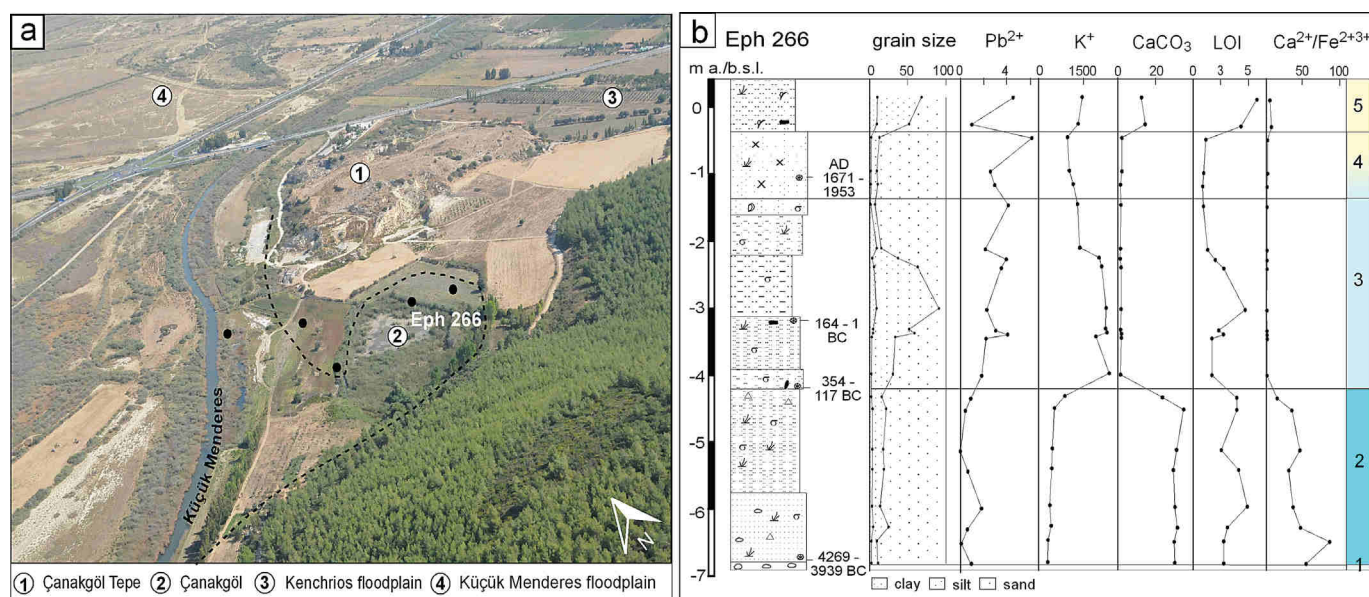 a
4
3
1
Eph 266
2
Küçük Menderes
N
1 Çanakgöl Tepe 2 Çanakgöl 3 Kenchrios floodplain 4 Küçük Menderes floodplain
b
Eph 266 grain size Pb2+ K+ CaCO3 LOI Ca2+/Fe2+3+
m a./b.s.l. 0 50 100 0 4 0 1500 0 20 0 3 5 0 50 100
0
-1
-2
-3
-4
-5
-6
-7
AD
1671 -
1953
164 - 1
BC
354 -
117 BC
4269 -
3939 BC
5
4
3
2
1
clay silt sand